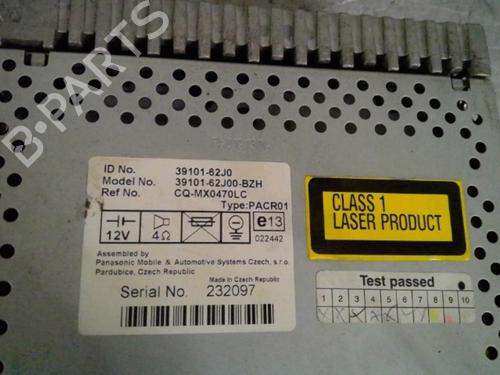 B-PARTS
ID No. 39101-62J0
Model No. 39101-62J00-BZH
Ref No. CQ-MX0470LC
Type:PACR01
12V
4Ω
e13
022442
Assembled by
Panasonic Mobile & Automotive Systems Czech, s.r.o.
Pardubice, Czech Republic
Made in Czech Republic
Serial No. 232097
CLASS 1
LASER PRODUCT
Test passed
1 2 3 4 5 6 7 8 9 10